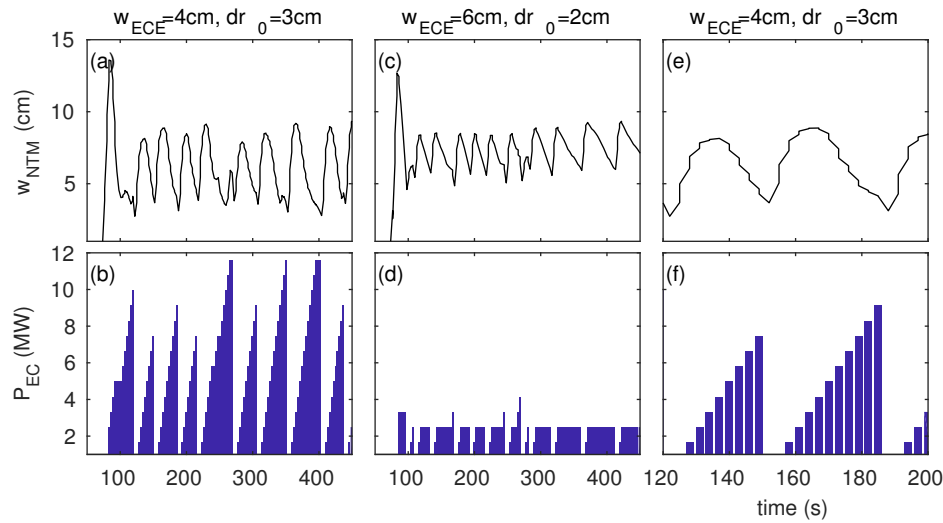 w_ECE=4cm, dr_0=3cm w_ECE=6cm, dr_0=2cm w_ECE=4cm, dr_0=3cm
15
(a) (c) (e)
10
w_NTM (cm)
5
12
(b) (d) (f)
10
8
P_EC (MW)
6
4
2
100 200 300 400 50 100 200 300 400 120 140 160 180 200
time (s)